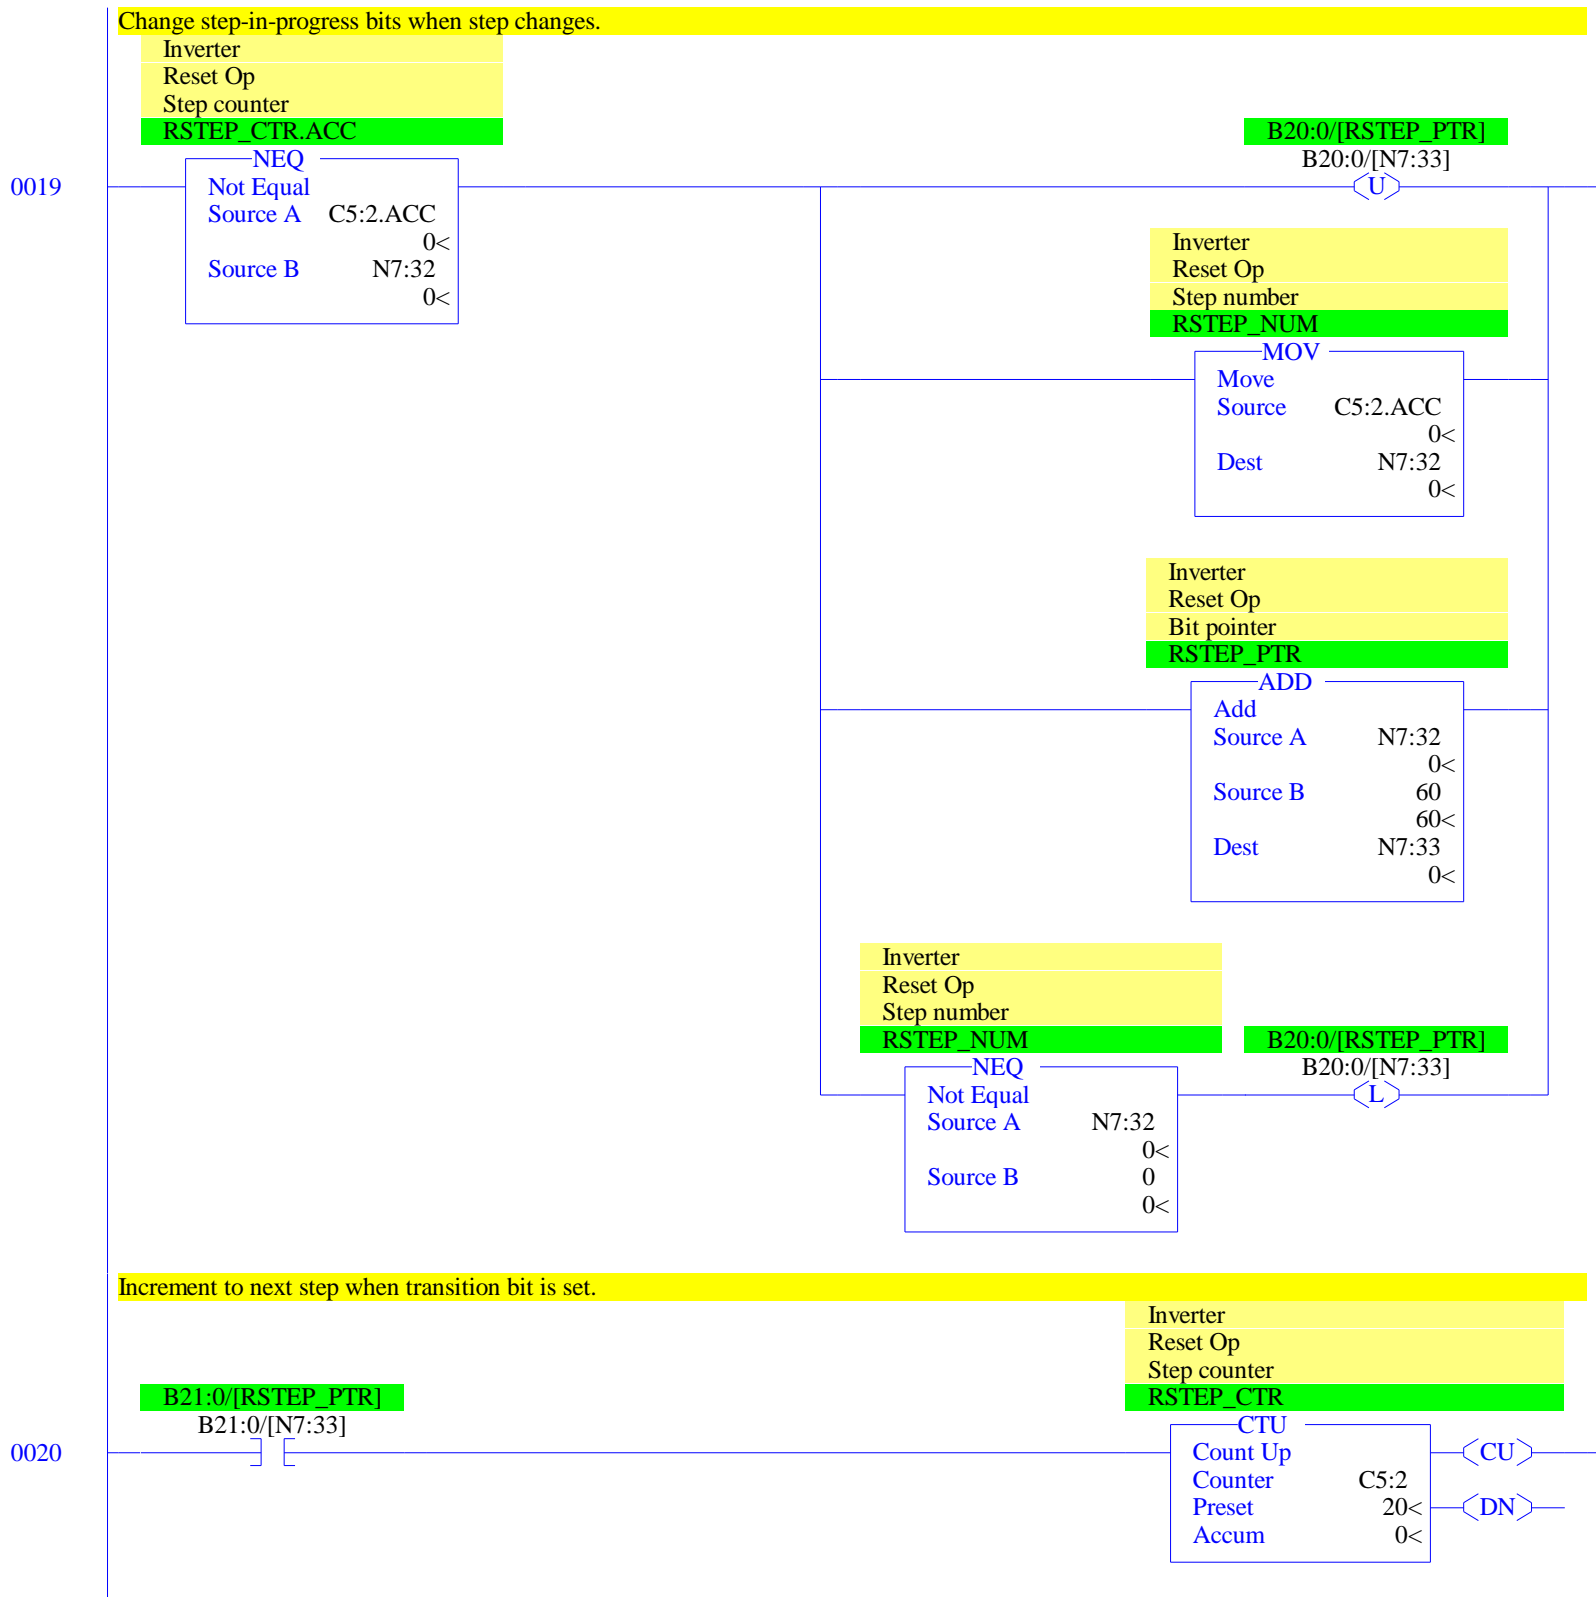 Change step-in-progress bits when step changes.
Inverter
Reset Op
Step counter
RSTEP_CTR.ACC
NEQ
0019
Not Equal
Source A C5:2.ACC
0<
Source B N7:32
0<
B20:0/[RSTEP_PTR]
B20:0/[N7:33]
U
Inverter
Reset Op
Step number
RSTEP_NUM
MOV
Move
Source C5:2.ACC
0<
Dest N7:32
0<
Inverter
Reset Op
Bit pointer
RSTEP_PTR
ADD
Add
Source A N7:32
0<
Source B 60
60<
Dest N7:33
0<
Inverter
Reset Op
Step number
RSTEP_NUM
NEQ
Not Equal
Source A N7:32
0<
Source B 0
0<
B20:0/[RSTEP_PTR]
B20:0/[N7:33]
L
Increment to next step when transition bit is set.
B21:0/[RSTEP_PTR]
B21:0/[N7:33]
0020
Inverter
Reset Op
Step counter
RSTEP_CTR
CTU
Count Up CU
Counter C5:2
Preset 20< DN
Accum 0<